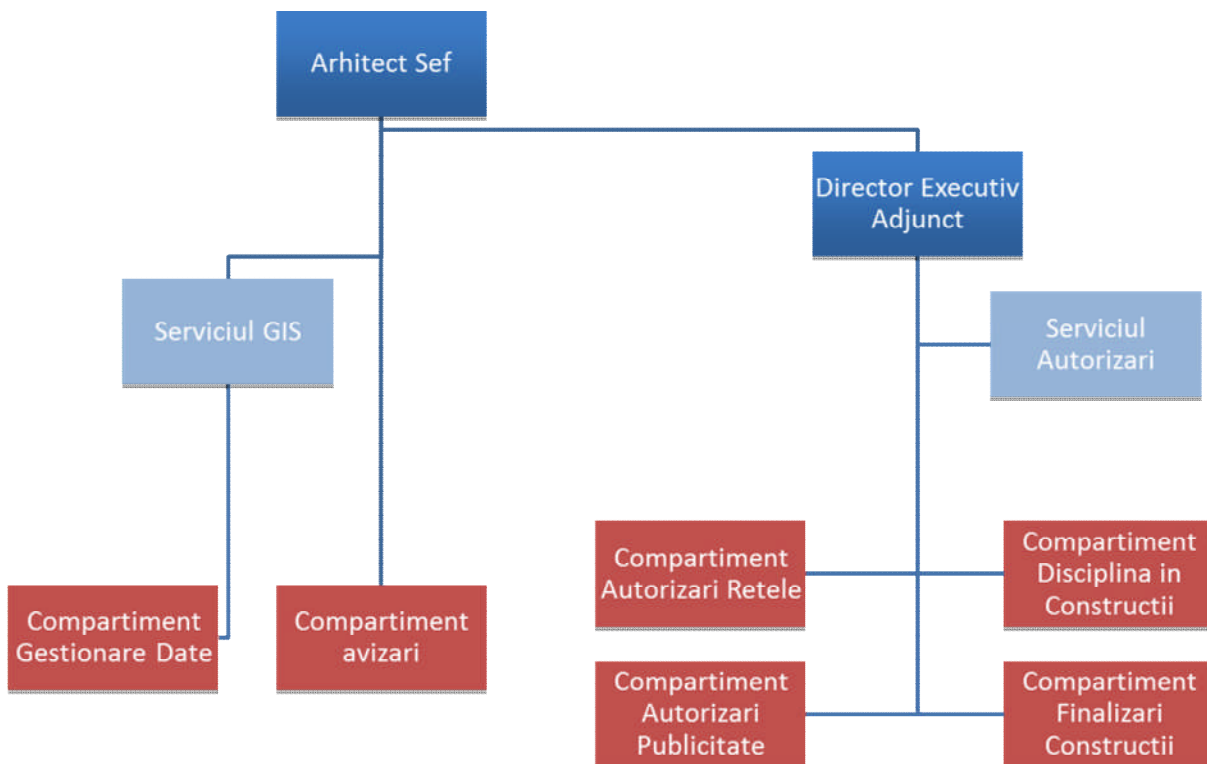 Arhitect Sef
Director Executiv
Adjunct
Serviciul GIS
Serviciul
Autorizari
Compartiment
Autorizari Retele
Compartiment
Disciplina in
Constructii
Compartiment
Gestionare Date
Compartiment
avizari
Compartiment
Autorizari
Publicitate
Compartiment
Finalizari
Constructii